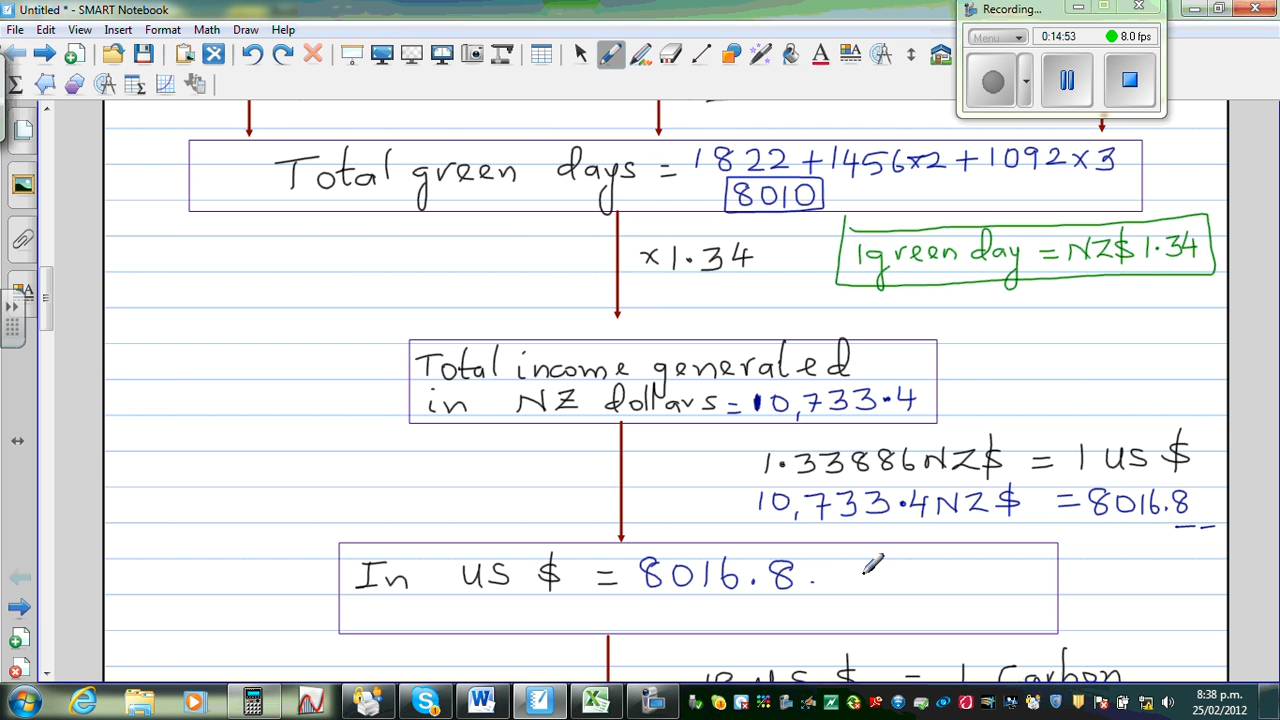 Untitled * - SMART Notebook
Recording...
File Edit View Insert Format Math Draw Help
Menu
0:14:53
8.0 fps
Total green days = 1822 + 1456 x 2 + 1092 x 3
8010
x 1.34
1 green day = NZ$ 1.34
Total income generated
in NZ dollars = 10,733.4
1.33886 NZ$ = 1 US $
10,733.4 NZ$ = 8016.8
In US $ = 8016.8.
US $ = 1 Carbon
8:38 p.m.
25/02/2012